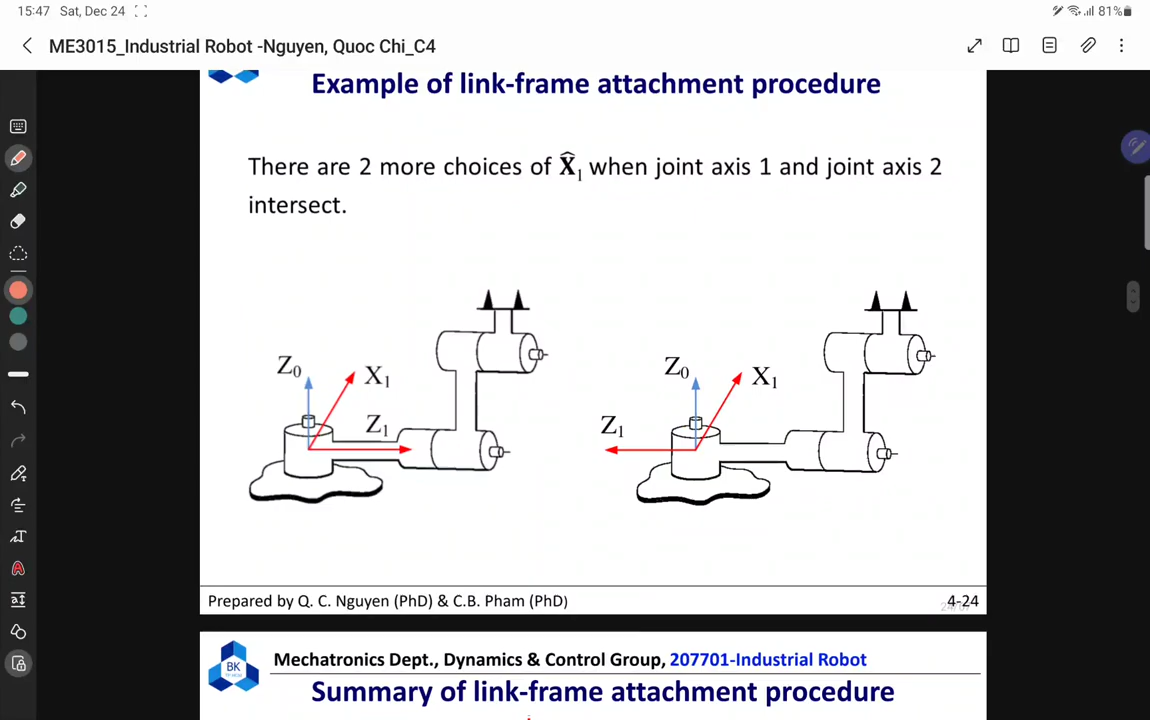 15:47 Sat, Dec 24 81%
ME3015_Industrial Robot -Nguyen, Quoc Chi_C4
Example of link-frame attachment procedure
There are 2 more choices of X̂₁ when joint axis 1 and joint axis 2
intersect.
Z₀ X₁ Z₁
Z₀ X₁ Z₁
Prepared by Q. C. Nguyen (PhD) & C.B. Pham (PhD) 4-24
BK
Mechatronics Dept., Dynamics & Control Group, 207701-Industrial Robot
Summary of link-frame attachment procedure